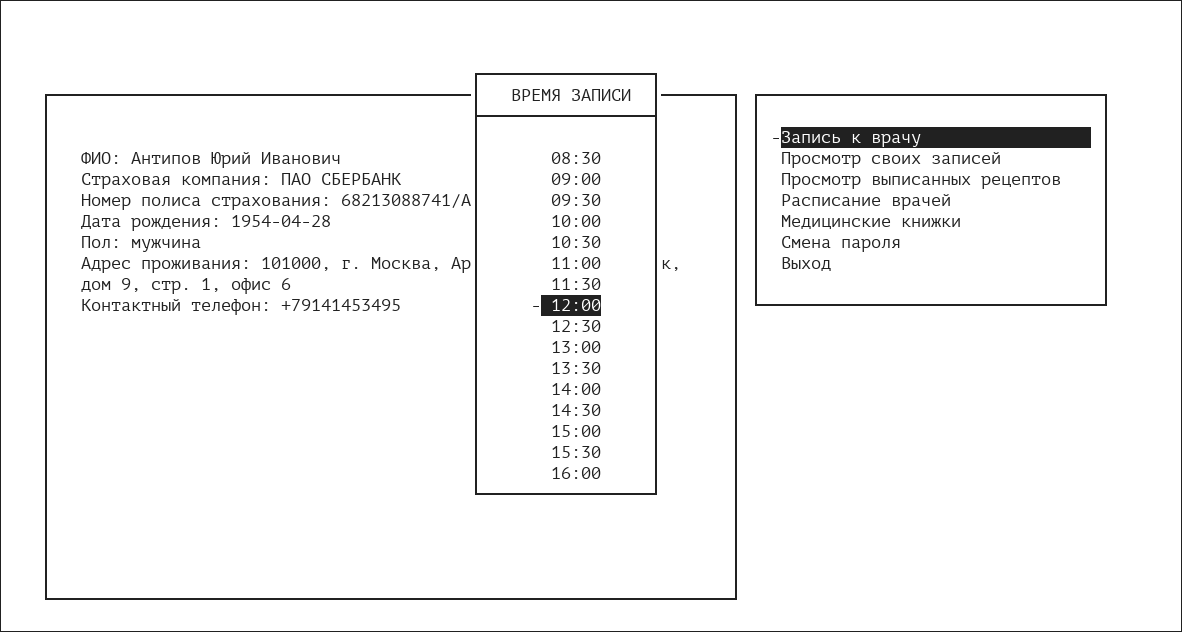 ВРЕМЯ ЗАПИСИ
ФИО: Антипов Юрий Иванович
Страховая компания: ПАО СБЕРБАНК
Номер полиса страхования: 68213088741/А
Дата рождения: 1954-04-28
Пол: мужчина
Адрес проживания: 101000, г. Москва, Ар к,
дом 9, стр. 1, офис 6
Контактный телефон: +79141453495
08:30
09:00
09:30
10:00
10:30
11:00
11:30
- 12:00
12:30
13:00
13:30
14:00
14:30
15:00
15:30
16:00
-Запись к врачу
Просмотр своих записей
Просмотр выписанных рецептов
Расписание врачей
Медицинские книжки
Смена пароля
Выход